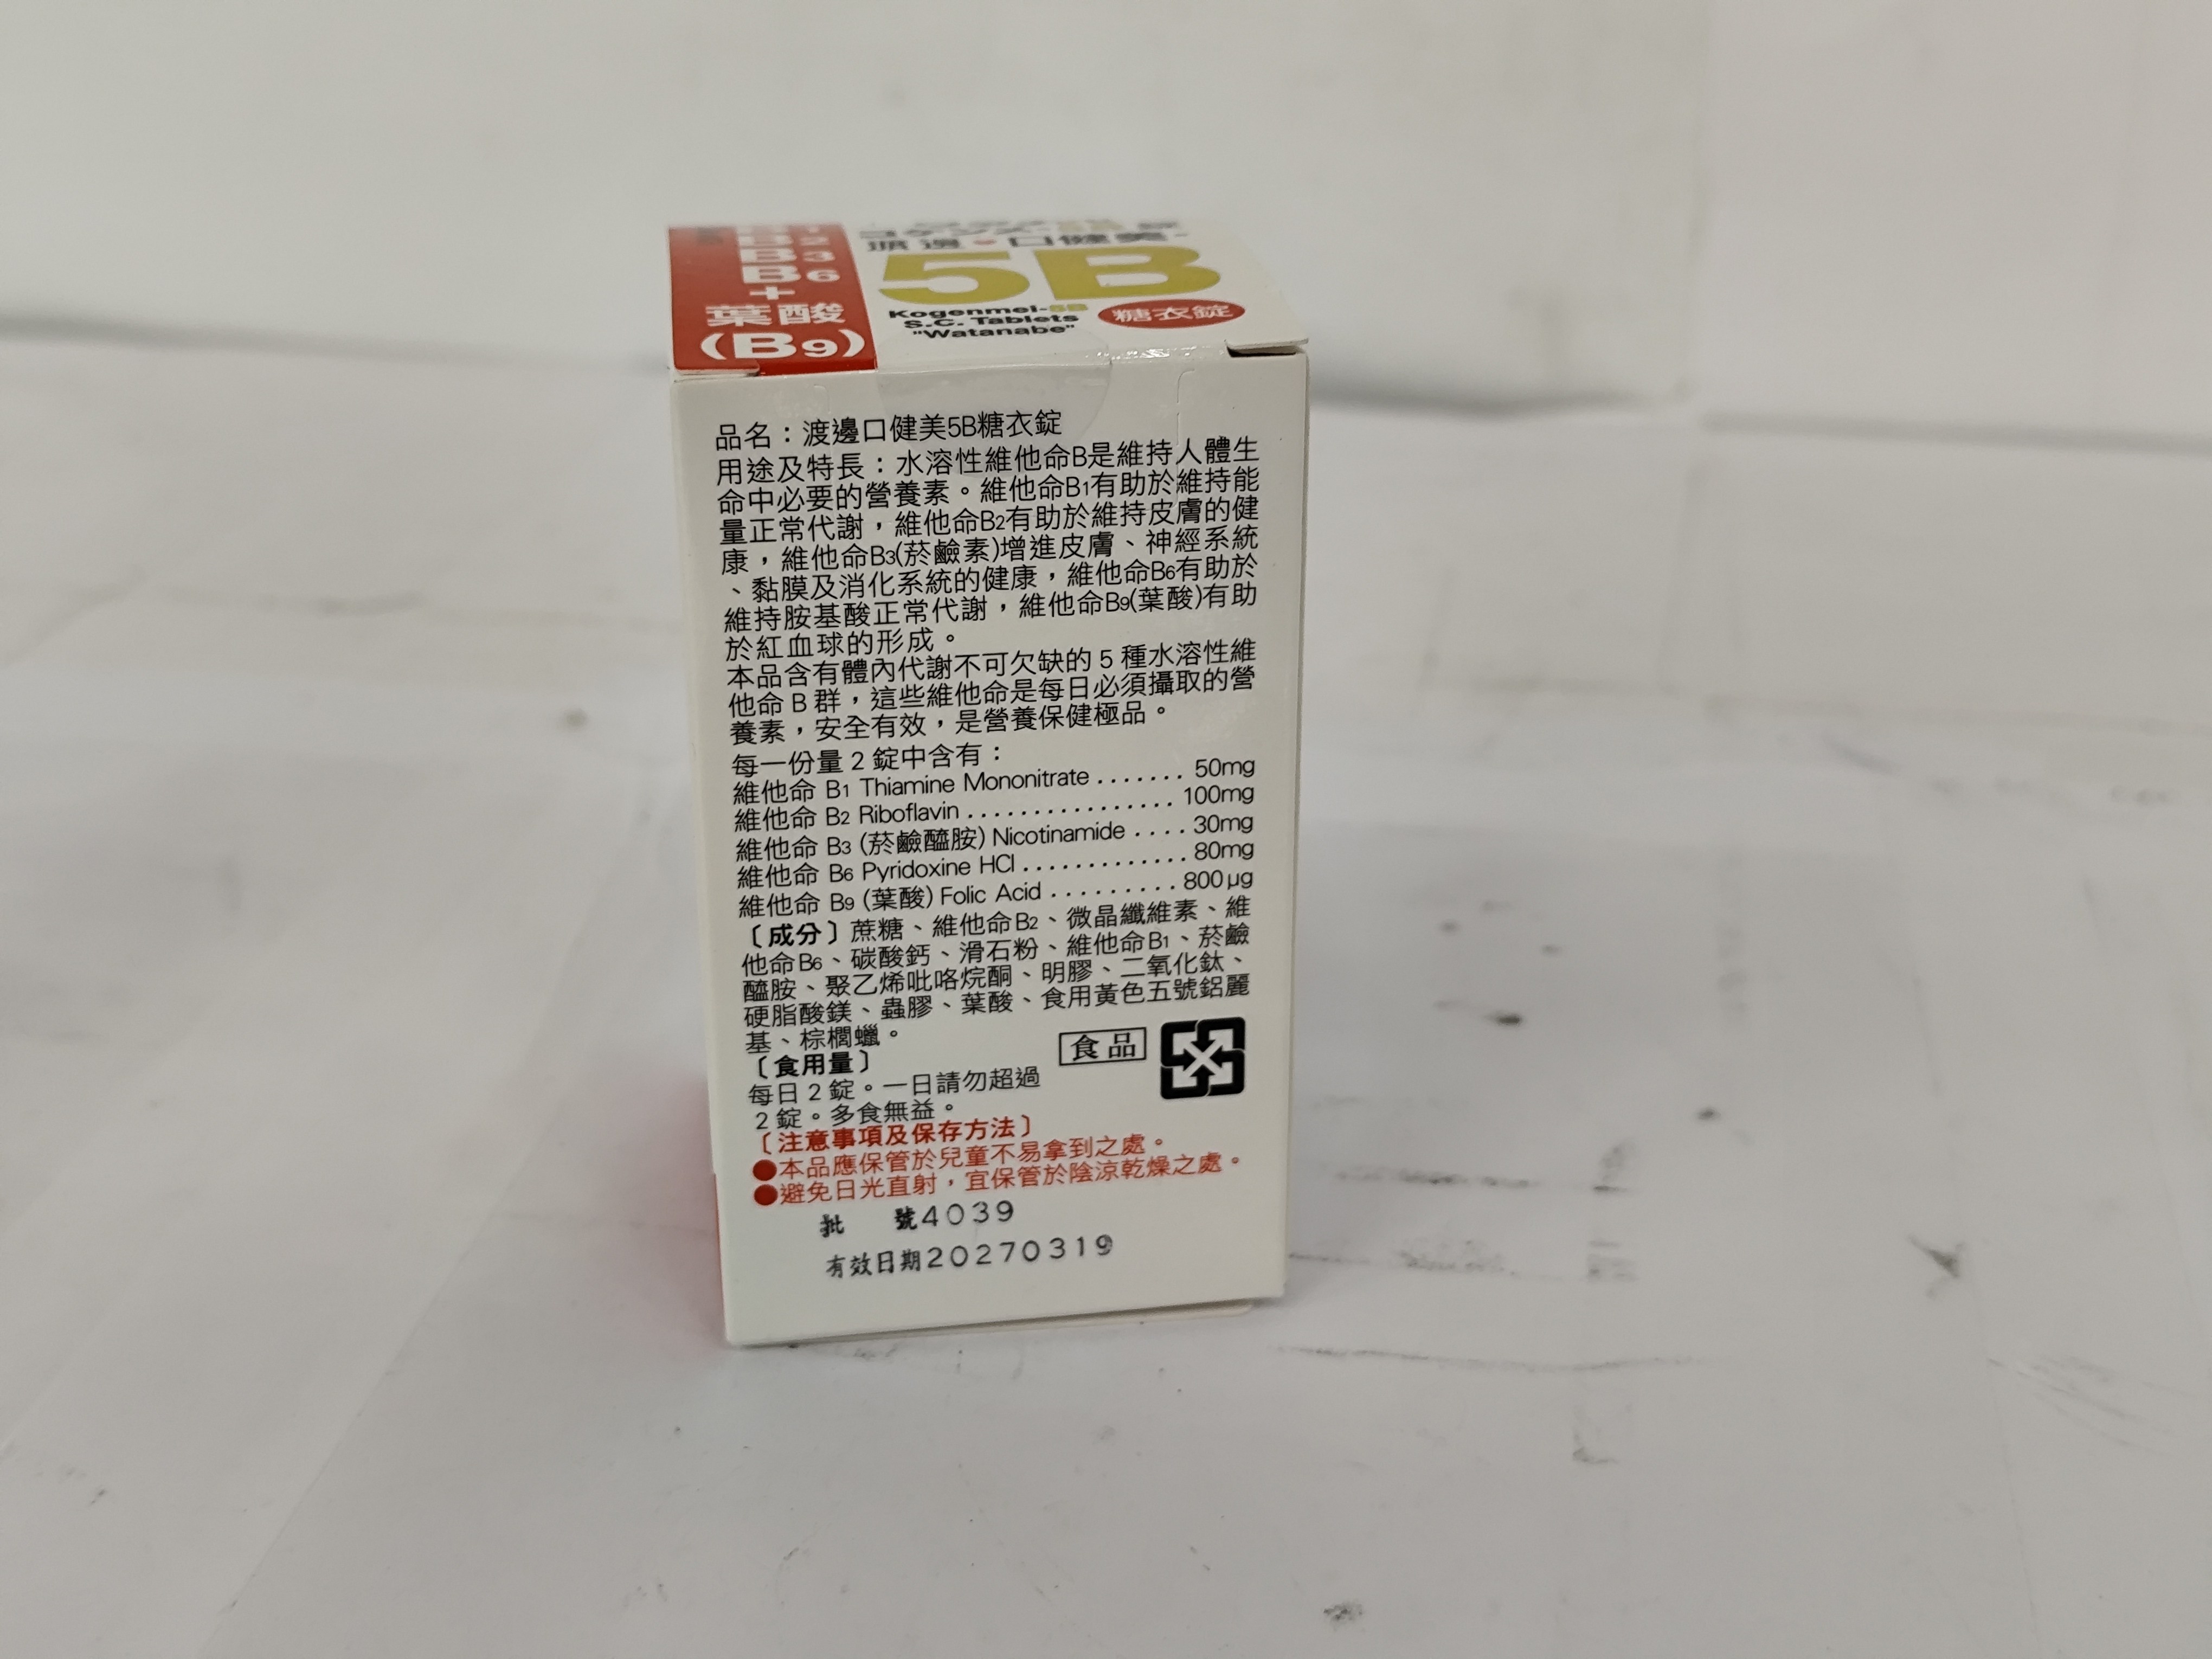 B2
B3
B6
+
葉酸
(B9)
渡邊・口健美-
5B
Kogenmei-5B
S.C. Tablets
"Watanabe"
糖衣錠
品名：渡邊口健美5B糖衣錠
用途及特長：水溶性維他命B是維持人體生
命中必要的營養素。維他命B1有助於維持能
量正常代謝，維他命B2有助於維持皮膚的健
康，維他命B3(菸鹼素)增進皮膚、神經系統
、黏膜及消化系統的健康，維他命B6有助於
維持胺基酸正常代謝，維他命B9(葉酸)有助
於紅血球的形成。
本品含有體內代謝不可欠缺的 5 種水溶性維
他命 B 群，這些維他命是每日必須攝取的營
養素，安全有效，是營養保健極品。
每一份量 2 錠中含有：
維他命 B1 Thiamine Mononitrate ....... 50mg
維他命 B2 Riboflavin ................ 100mg
維他命 B3 (菸鹼醯胺) Nicotinamide .... 30mg
維他命 B6 Pyridoxine HCl ............. 80mg
維他命 B9 (葉酸) Folic Acid .......... 800μg
〔成分〕蔗糖、維他命B2、微晶纖維素、維
他命B6、碳酸鈣、滑石粉、維他命B1、菸鹼
醯胺、聚乙烯吡咯烷酮、明膠、二氧化鈦、
硬脂酸鎂、蟲膠、葉酸、食用黃色五號鋁麗
基、棕櫚蠟。
食品
〔食用量〕
每日 2 錠。一日請勿超過
2 錠。多食無益。
〔注意事項及保存方法〕
●本品應保管於兒童不易拿到之處。
●避免日光直射，宜保管於陰涼乾燥之處。
批　號4039
有效日期20270319